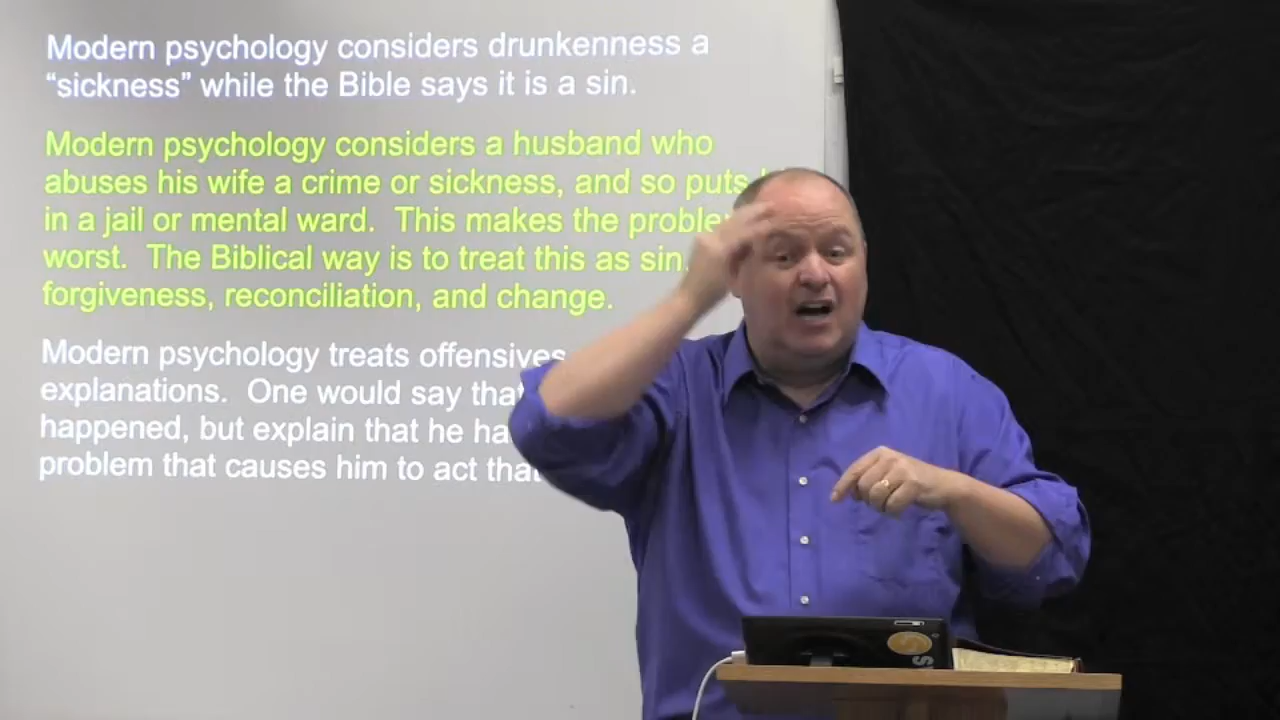 Modern psychology considers drunkenness a
“sickness” while the Bible says it is a sin.
Modern psychology considers a husband who
abuses his wife a crime or sickness, and so puts
in a jail or mental ward. This makes the
worst. The Biblical way is to treat this as sin,
forgiveness, reconciliation, and change.
Modern psychology treats offensives
explanations. One would say that
happened, but explain that he
problem that causes him to act that